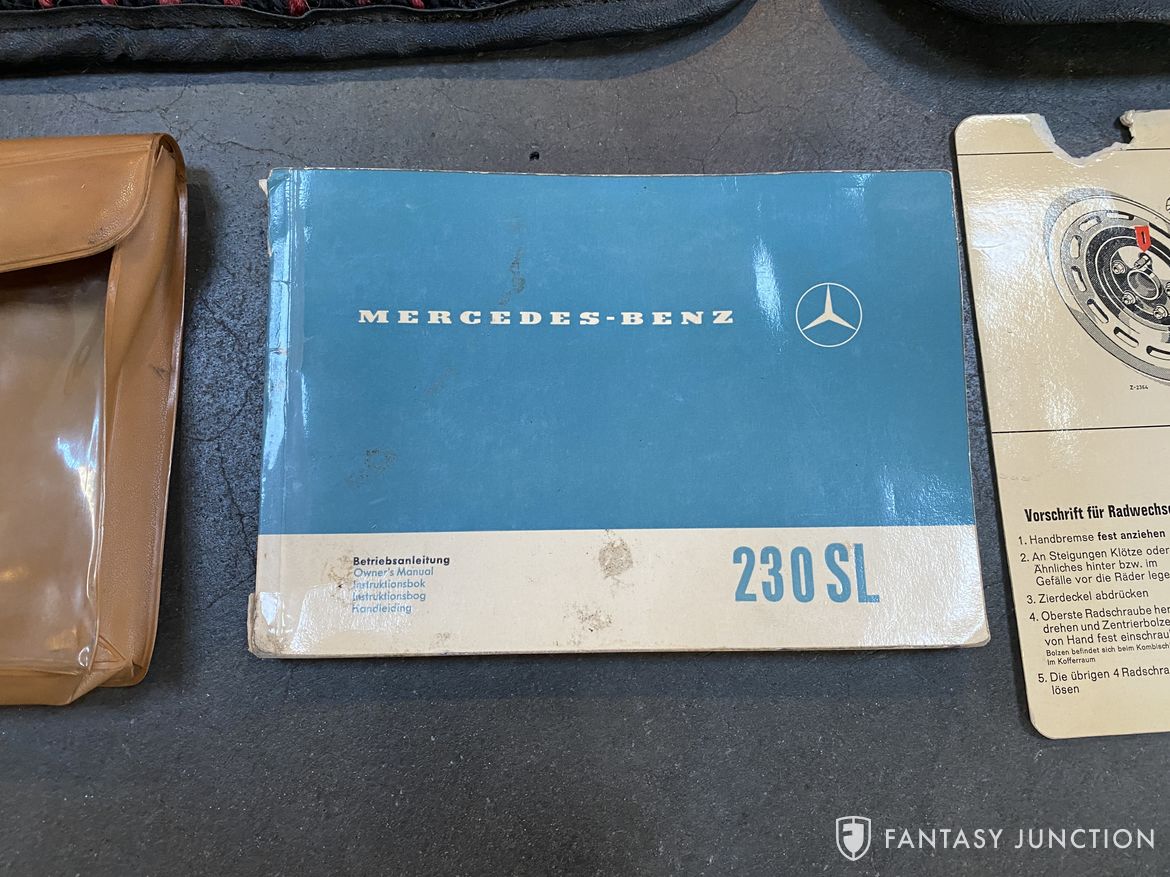 MERCEDES-BENZ
Betriebsanleitung
Owner's Manual
Instruktionsbok
Instruktionsbog
Handleiding
230 SL
Z-2364
Vorschrift für Radwechse
1. Handbremse fest anziehen
2. An Steigungen Klötze oder
Ähnliches hinter bzw. im
Gefälle vor die Räder lege
3. Zierdeckel abdrücken
4. Oberste Radschraube her
drehen und Zentrierbolze
von Hand fest einschrau
Bolzen befindet sich beim Kombisch
im Kofferraum
5. Die übrigen 4 Radschra
lösen
FANTASY JUNCTION